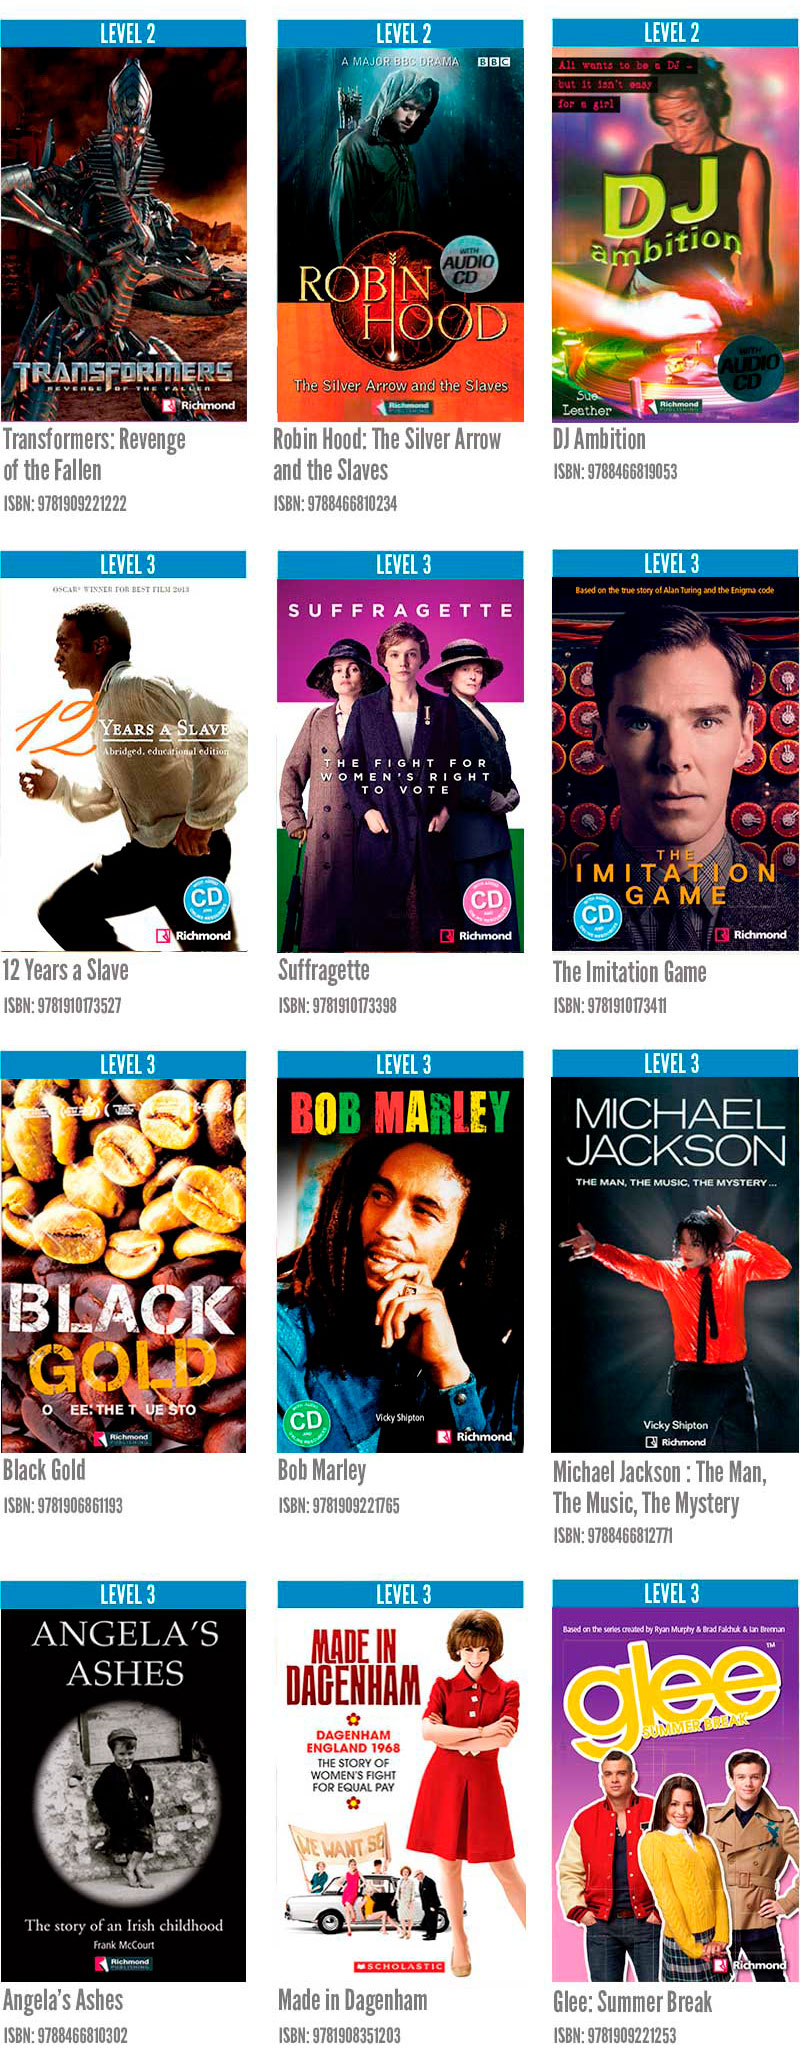 LEVEL 2
TRANSFORMERS
REVENGE OF THE FALLEN
Richmond
Transformers: Revenge
of the Fallen
ISBN: 9781909221222
LEVEL 2
A MAJOR BBC DRAMA
BBC
WITH
AUDIO
CD
ROBIN
HOOD
The Silver Arrow and the Slaves
Richmond
PUBLISHING
Robin Hood: The Silver Arrow
and the Slaves
ISBN: 9788466810234
LEVEL 2
Ali wants to be a DJ -
but it isn't easy
for a girl
DJ
ambition
WITH
AUDIO
CD
Sue
Leather
Richmond
PUBLISHING
DJ Ambition
ISBN: 9788466819053
LEVEL 3
OSCAR® WINNER FOR BEST FILM 2013
12 YEARS A SLAVE
Abridged, educational edition
CD
Richmond
12 Years a Slave
ISBN: 9781910173527
LEVEL 3
SUFFRAGETTE
THE FIGHT FOR
WOMEN'S RIGHT
TO VOTE
CD
Richmond
Suffragette
ISBN: 9781910173398
LEVEL 3
Based on the true story of Alan Turing and the Enigma code
THE
IMITATION
GAME
CD
Richmond
The Imitation Game
ISBN: 9781910173411
LEVEL 3
BLACK
GOLD
O EE: THE T UE STO
Richmond
PUBLISHING
Black Gold
ISBN: 9781906861193
LEVEL 3
BOB MARLEY
CD
Vicky Shipton
Richmond
Bob Marley
ISBN: 9781909221765
LEVEL 3
MICHAEL
JACKSON
THE MAN, THE MUSIC, THE MYSTERY...
Vicky Shipton
Richmond
Michael Jackson : The Man,
The Music, The Mystery
ISBN: 9788466812771
LEVEL 3
ANGELA'S
ASHES
The story of an Irish childhood
Frank McCourt
Richmond
PUBLISHING
Angela's Ashes
ISBN: 9788466810302
LEVEL 3
MADE IN
DAGENHAM
DAGENHAM
ENGLAND 1968
THE STORY OF
WOMEN'S FIGHT
FOR EQUAL PAY
WE WANT SE
SCHOLASTIC
Made in Dagenham
ISBN: 9781908351203
LEVEL 3
Based on the series created by Ryan Murphy & Brad Falchuk & Ian Brennan
glee™
SUMMER BREAK
Richmond
Glee: Summer Break
ISBN: 9781909221253